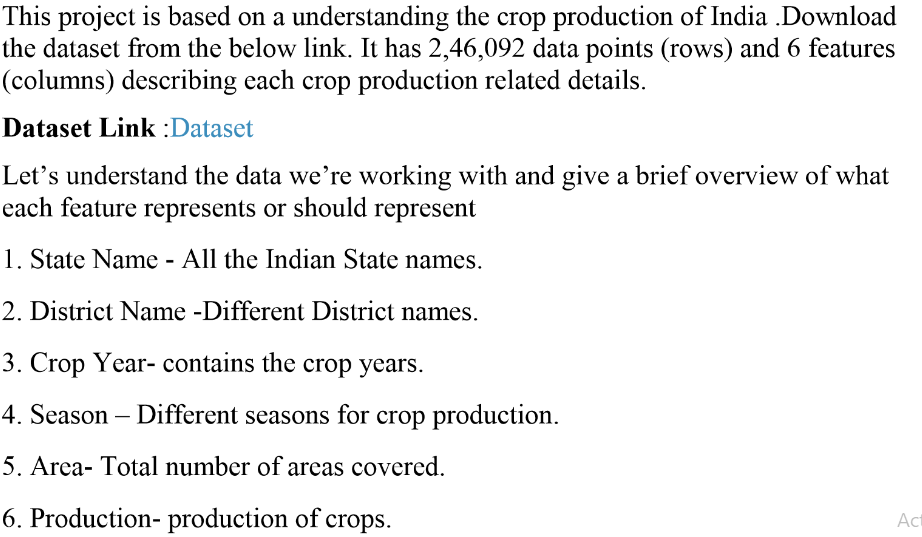 This project is based on a understanding the crop production of India .Download
the dataset from the below link. It has 2,46,092 data points (rows) and 6 features
(columns) describing each crop production related details.
Dataset Link :Dataset
Let’s understand the data we’re working with and give a brief overview of what
each feature represents or should represent
1. State Name - All the Indian State names.
2. District Name -Different District names.
3. Crop Year- contains the crop years.
4. Season – Different seasons for crop production.
5. Area- Total number of areas covered.
6. Production- production of crops.